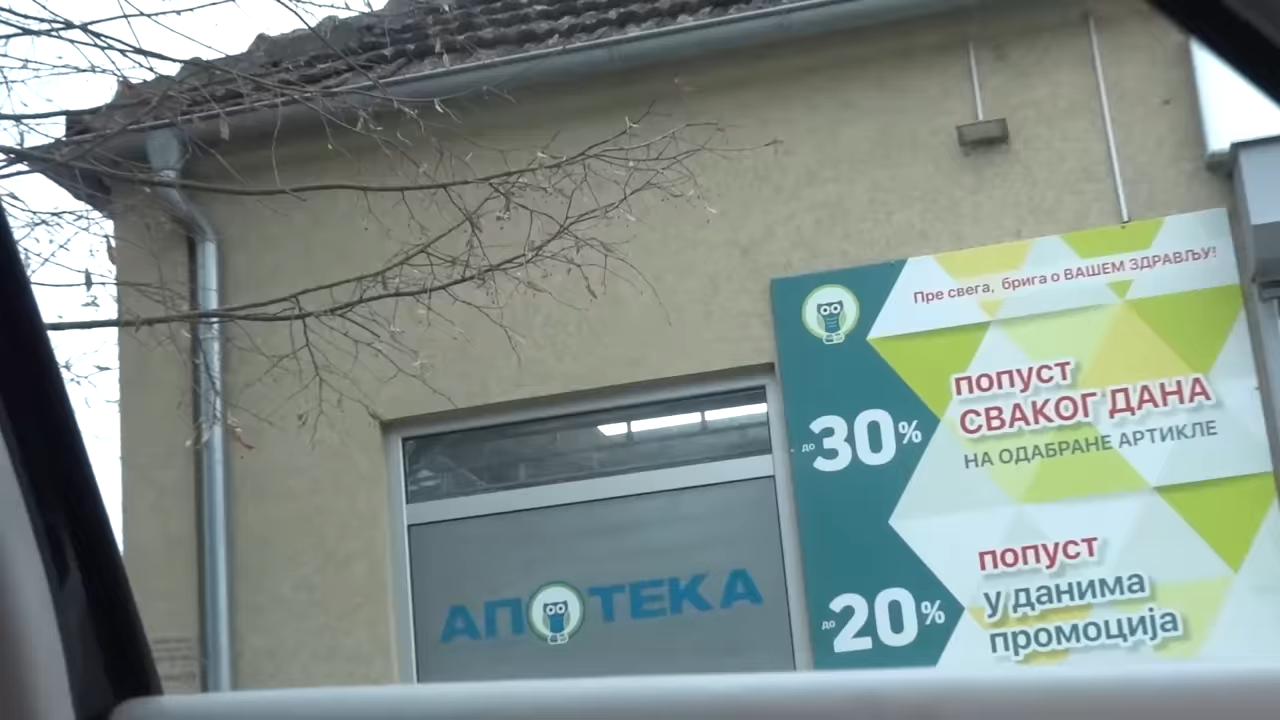 Пре свега, брига о ВАШЕМ ЗДРАВЉУ!
до 30%
попуст
СВАКОГ ДАНА
НА ОДАБРАНЕ АРТИКЛЕ
до 20%
попуст
у данима
промоција
АПОТЕКА